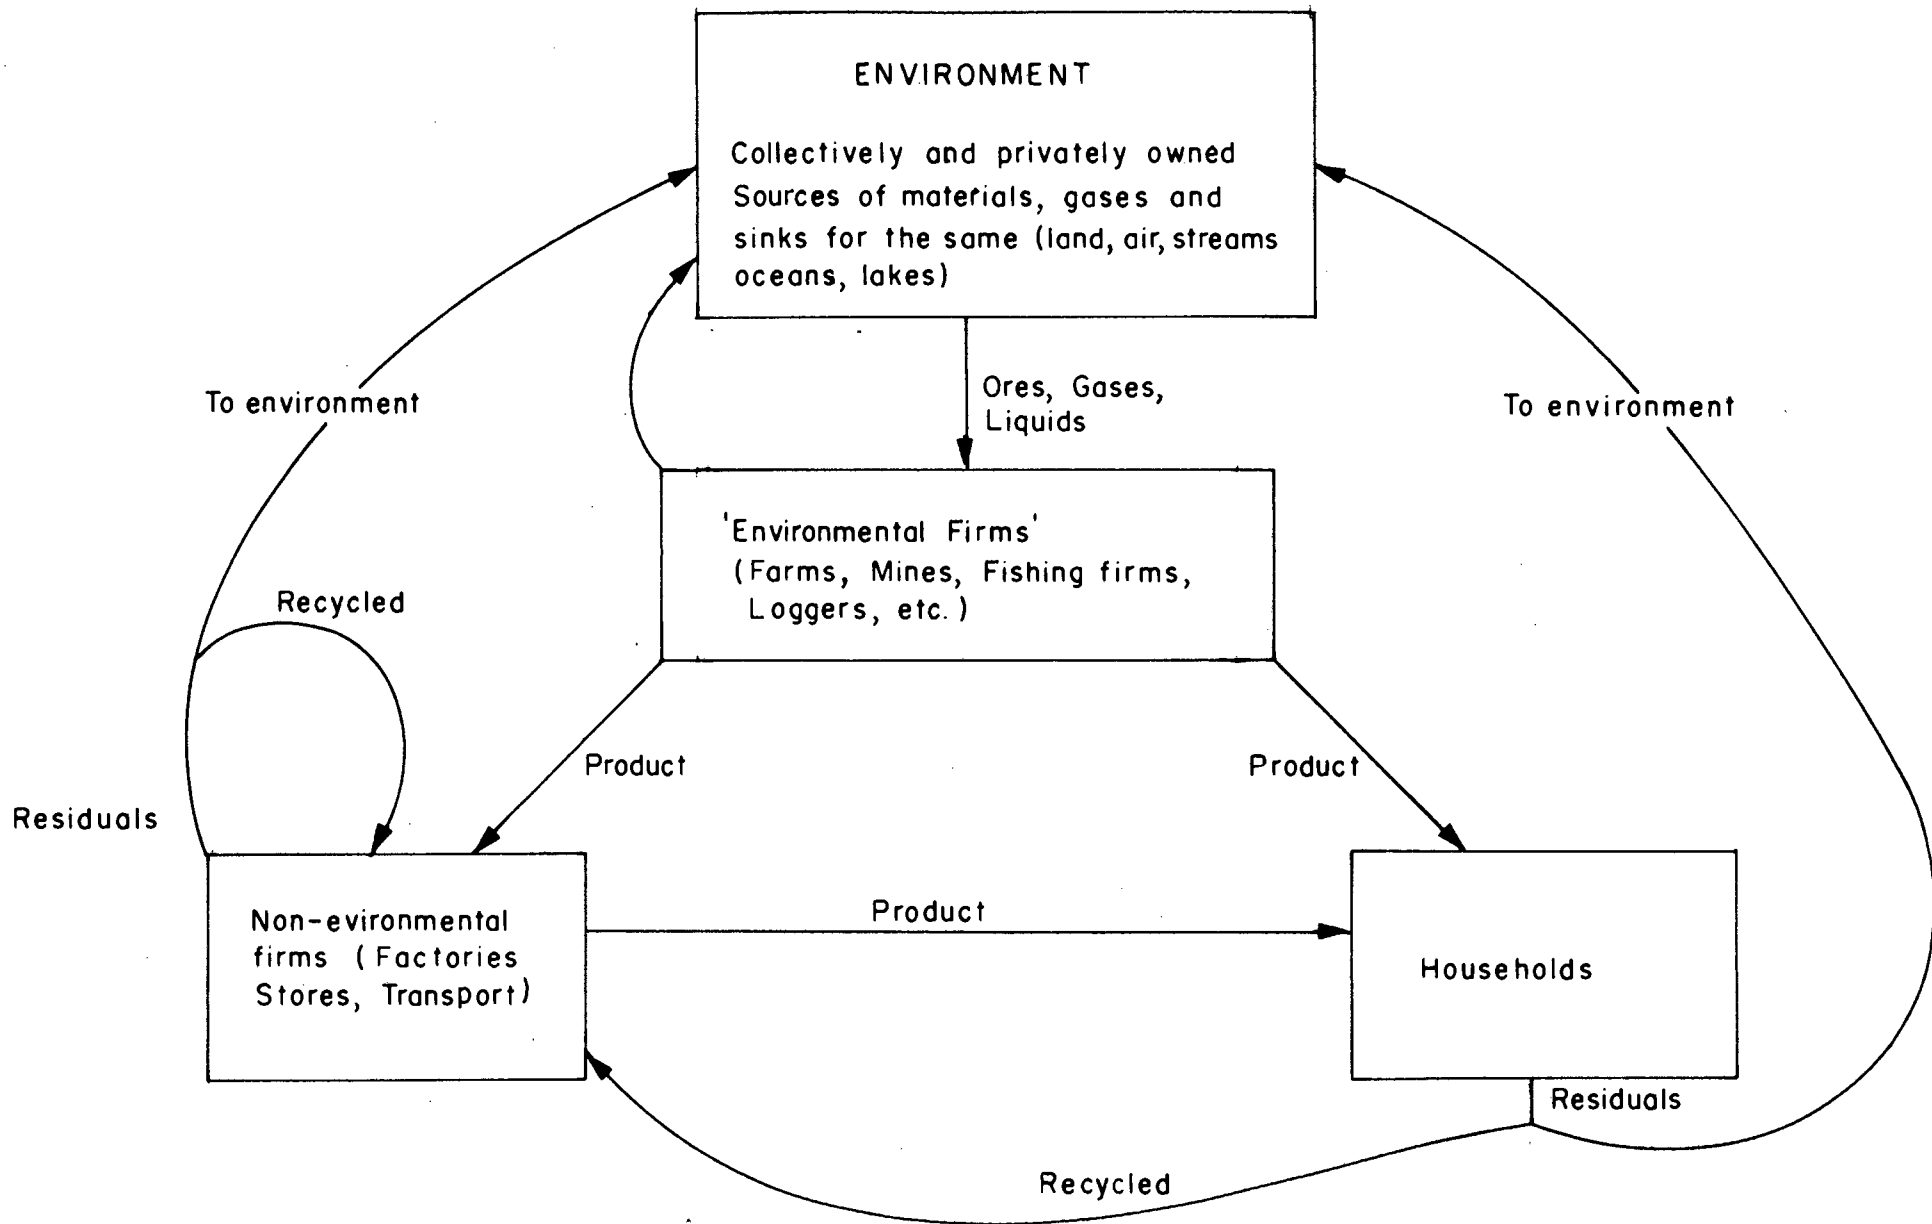 ENVIRONMENT
Collectively and privately owned
Sources of materials, gases and
sinks for the same (land, air, streams
oceans, lakes)
To environment
Ores, Gases,
Liquids
To environment
'Environmental Firms'
(Farms, Mines, Fishing firms,
Loggers, etc.)
Recycled
Product
Product
Residuals
Non-evironmental
firms (Factories
Stores, Transport)
Product
Households
Residuals
Recycled